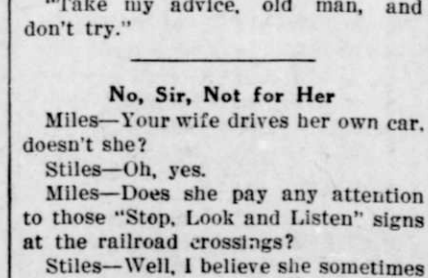 "Take my advice, old man, and
don't try."
No, Sir, Not for Her
Miles—Your wife drives her own car,
doesn't she?
Stiles—Oh, yes.
Miles—Does she pay any attention
to those "Stop, Look and Listen" signs
at the railroad crossings?
Stiles—Well, I believe she sometimes